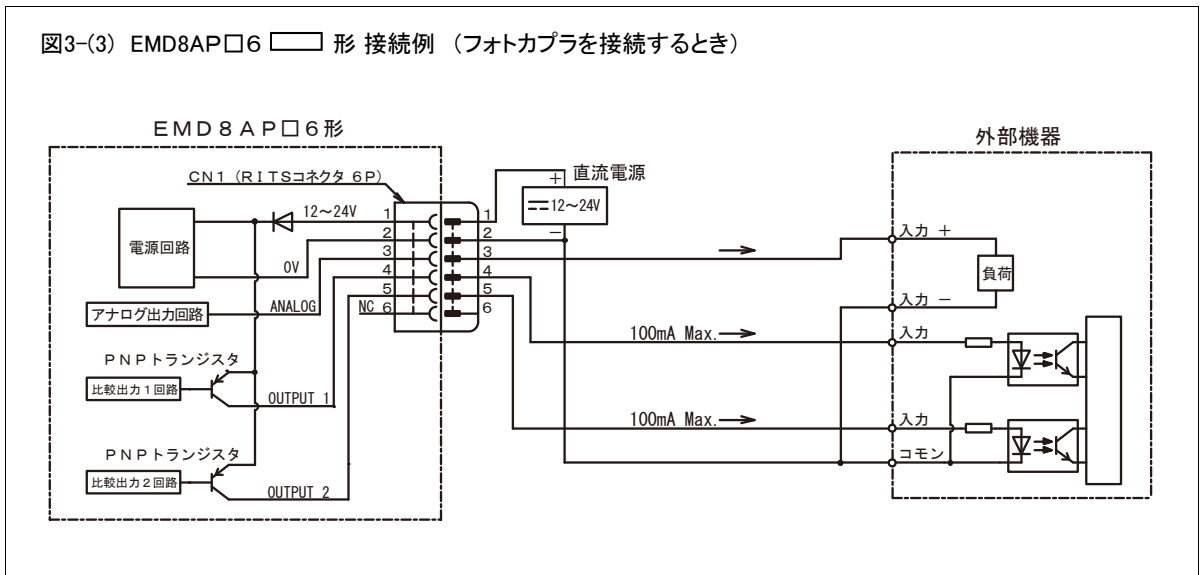 図3-(3) EMD8AP□6 □ 形 接続例 (フォトカプラを接続するとき)
EMD8AP□6形
外部機器
CN1 (RITSコネクタ 6P)
直流電源
+
12~24V
−
電源回路
12~24V
0V
アナログ出力回路
ANALOG
NC
1
2
3
4
5
6
1
2
3
4
5
6
PNPトランジスタ
比較出力1回路
OUTPUT 1
PNPトランジスタ
比較出力2回路
OUTPUT 2
100mA Max.
100mA Max.
入力 +
負荷
入力 −
入力
入力
コモン